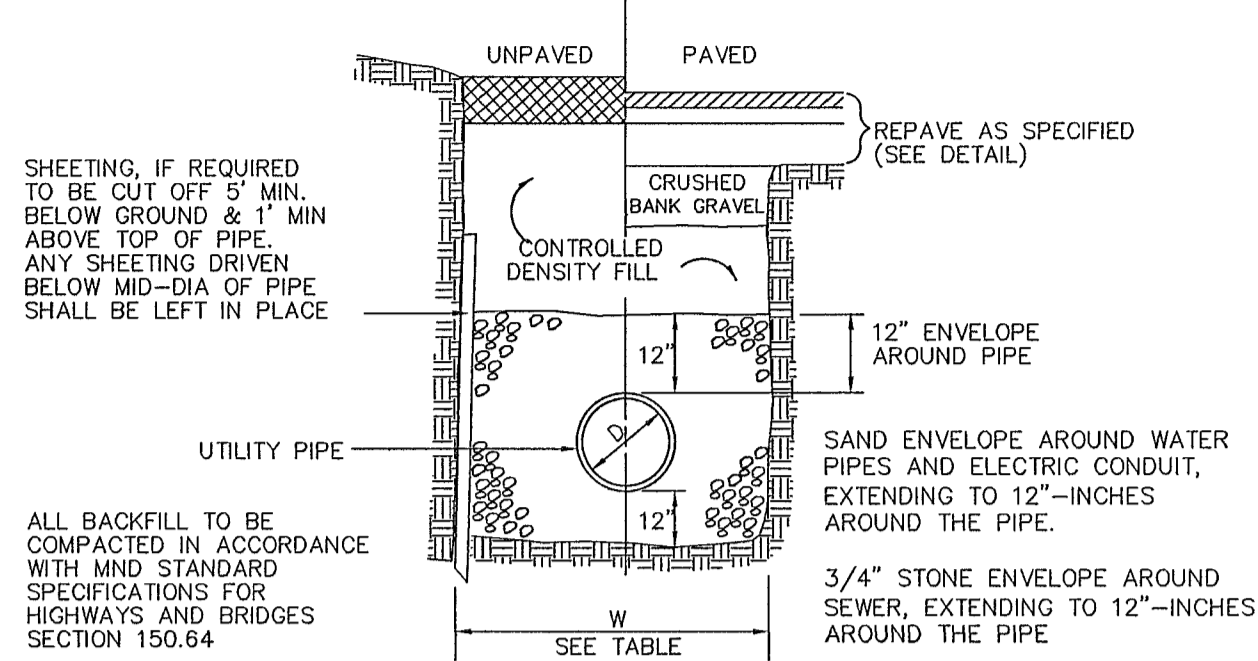 UNPAVED
PAVED
REPAVE AS SPECIFIED
(SEE DETAIL)
SHEETING, IF REQUIRED
TO BE CUT OFF 5' MIN.
BELOW GROUND & 1' MIN
ABOVE TOP OF PIPE.
ANY SHEETING DRIVEN
BELOW MID-DIA OF PIPE
SHALL BE LEFT IN PLACE
CRUSHED
BANK GRAVEL
CONTROLLED
DENSITY FILL
12"
12" ENVELOPE
AROUND PIPE
D
UTILITY PIPE
SAND ENVELOPE AROUND WATER
PIPES AND ELECTRIC CONDUIT,
EXTENDING TO 12"-INCHES
AROUND THE PIPE.
12"
ALL BACKFILL TO BE
COMPACTED IN ACCORDANCE
WITH MND STANDARD
SPECIFICATIONS FOR
HIGHWAYS AND BRIDGES
SECTION 150.64
3/4" STONE ENVELOPE AROUND
SEWER, EXTENDING TO 12"-INCHES
AROUND THE PIPE
W
SEE TABLE